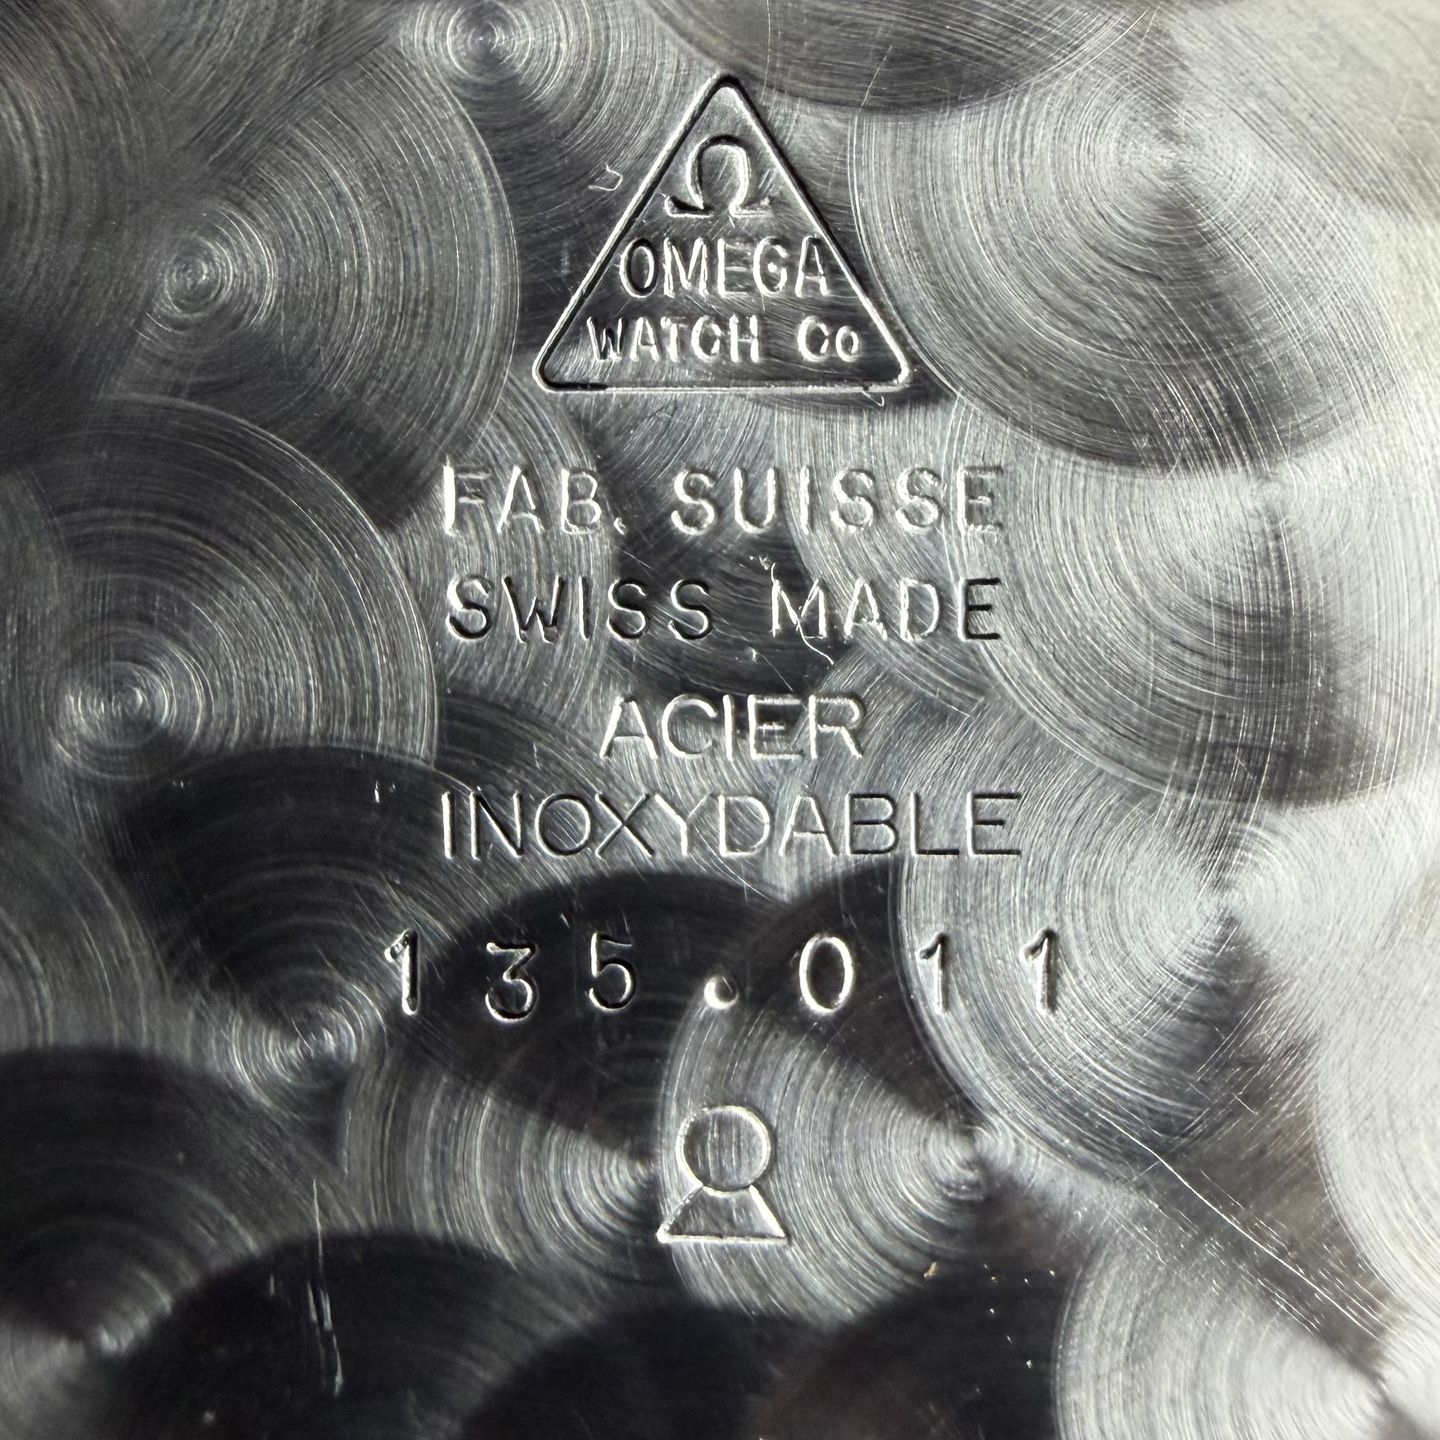 Ω
OMEGA
WATCH Co
FAB. SUISSE
SWISS MADE
ACIER
INOXYDABLE
135.011